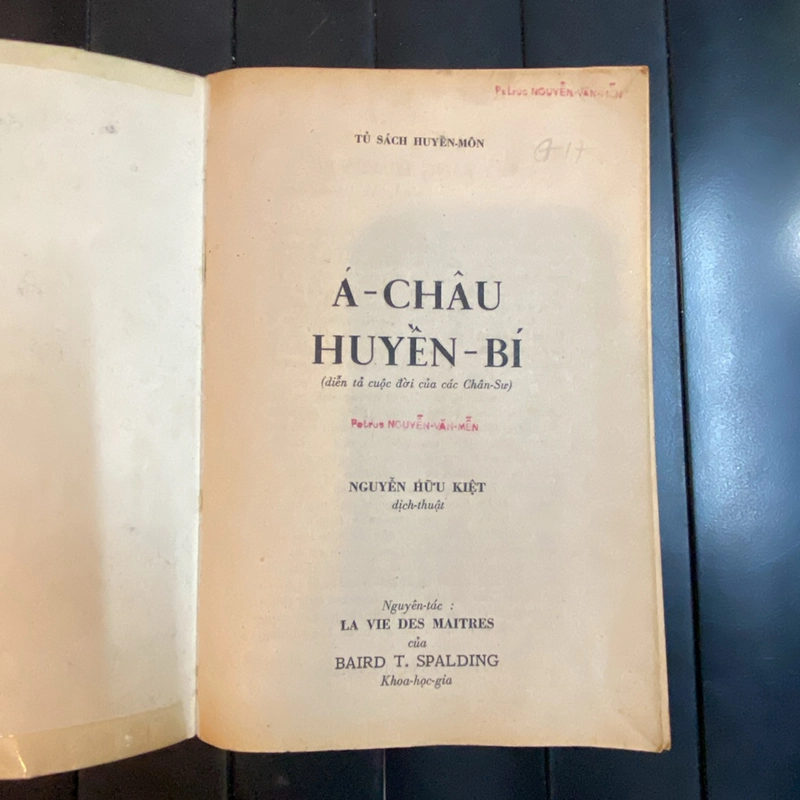 Petrus NGUYỄN-VĂN-MẪN
TỦ SÁCH HUYỀN-MÔN
Á-CHÂU
HUYỀN-BÍ
(diễn tả cuộc đời của các Chân-Sư)
Petrus NGUYỄN-VĂN-MẪN
NGUYỄN HỮU KIỆT
dịch-thuật
Nguyên-tác :
LA VIE DES MAITRES
của
BAIRD T. SPALDING
Khoa-học-gia